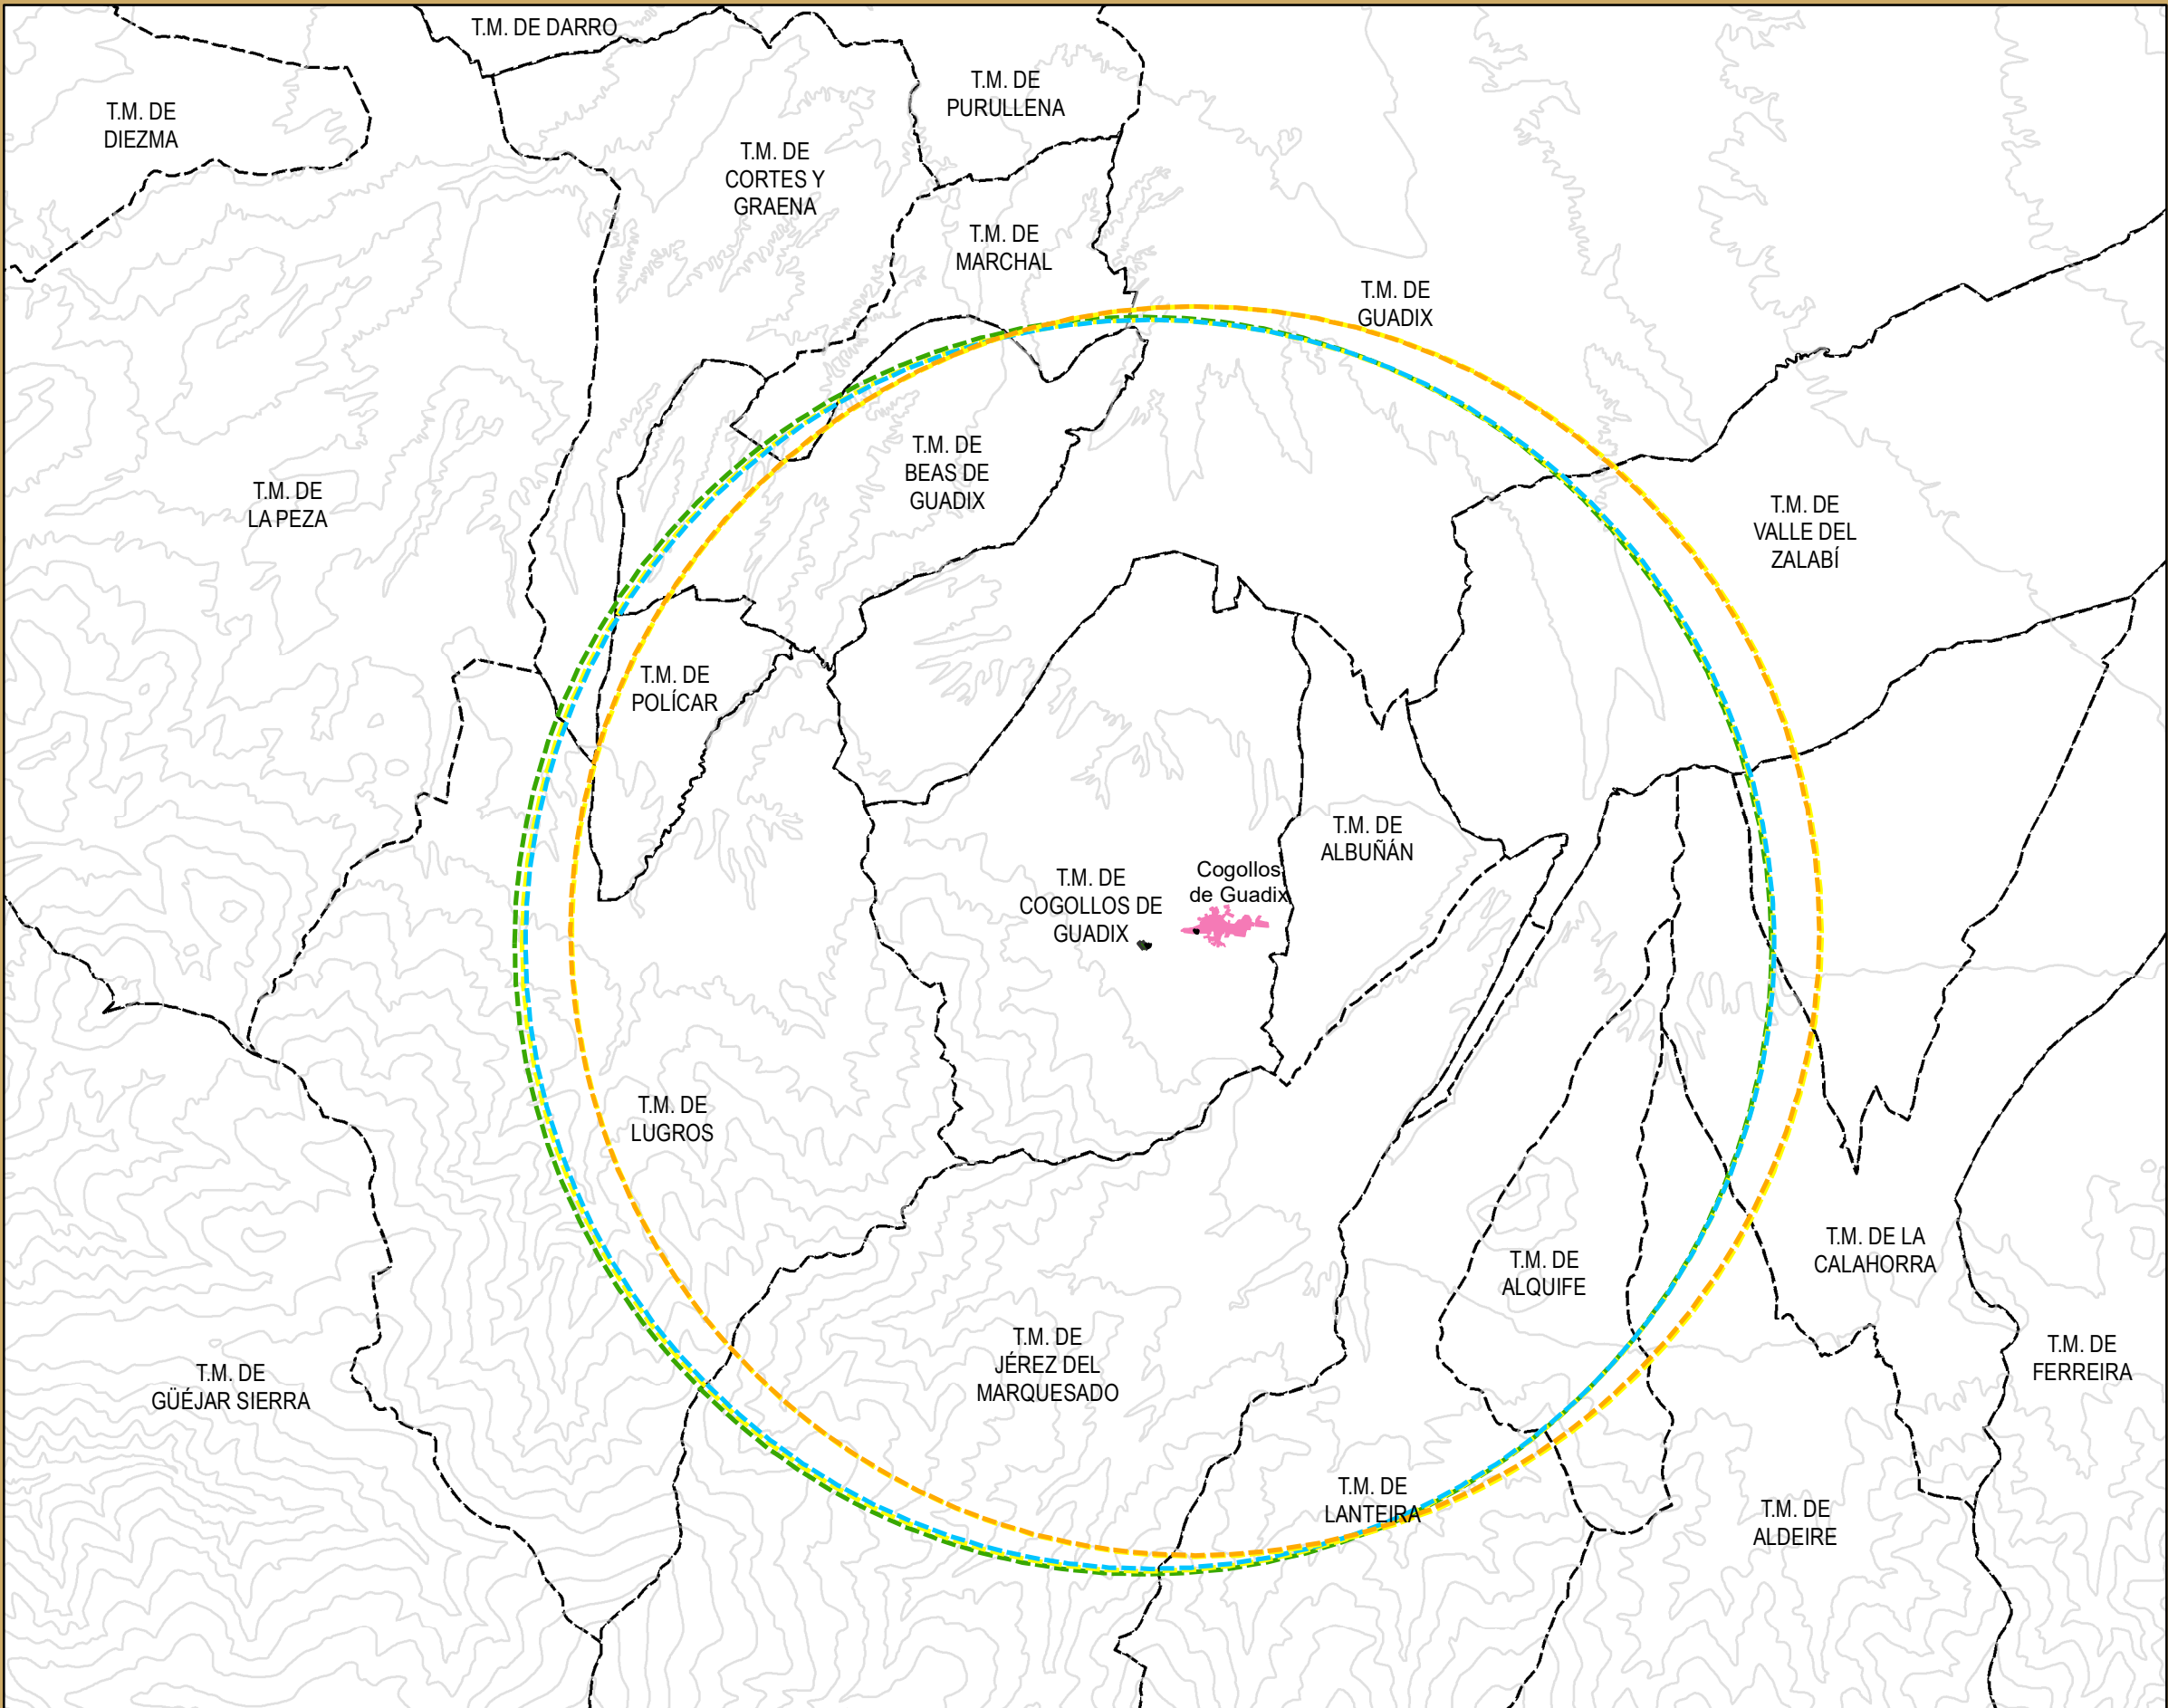 T.M. DE DARRO
T.M. DE
DIEZMA
T.M. DE
PURULLENA
T.M. DE
CORTES Y
GRAENA
T.M. DE
MARCHAL
T.M. DE
GUADIX
T.M. DE
BEAS DE
GUADIX
T.M. DE
LA PEZA
T.M. DE
VALLE DEL
ZALABÍ
T.M. DE
POLÍCAR
T.M. DE
ALBUÑÁN
T.M. DE
COGOLLOS DE
GUADIX
Cogollos
de Guadix
T.M. DE
LUGROS
T.M. DE LA
CALAHORRA
T.M. DE
ALQUIFE
T.M. DE
JÉREZ DEL
MARQUESADO
T.M. DE
FERREIRA
T.M. DE
GÜÉJAR SIERRA
T.M. DE
LANTEIRA
T.M. DE
ALDEIRE